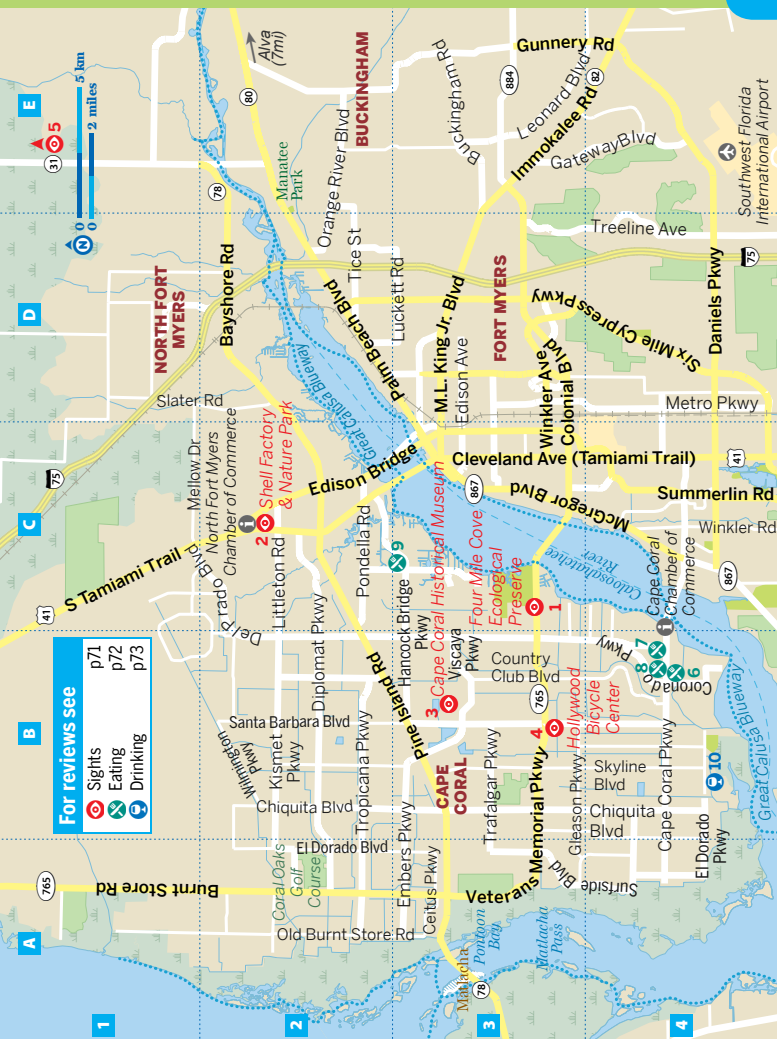 For reviews see
Sights p71
Eating p72
Drinking p73
A
B
C
D
E
1
2
3
4
N
0
5 km
0
2 miles
31
5
Alva
(7mi)
80
78
Manatee
Park
BUCKINGHAM
Orange River Blvd
Buckingham Rd
Gunnery Rd
884
82
Leonard Blvd
Immokalee Rd
GatewayBlvd
Southwest Florida
International Airport
NORTH FORT
MYERS
Bayshore Rd
Slater Rd
Tice St
Luckett Rd
Palm Beach Blvd
M.L. King Jr. Blvd
Edison Ave
FORT MYERS
Treeline Ave
75
Six Mile Cypress Pkwy
Daniels Pkwy
Winkler Ave
Colonial Blvd
Metro Pkwy
Great Calusa Blueway
75
Mellow Dr
North Fort Myers
Chamber of Commerce
2
Shell Factory
& Nature Park
Edison Bridge
Cleveland Ave (Tamiami Trail)
41
867
McGregor Blvd
Summerlin Rd
Winkler Rd
867
S Tamiami Trail
41
Del Prado Blvd
Littleton Rd
Pondella Rd
9
Hancock Bridge
Pkwy
Cape Coral Historical Museum
3
Viscaya
Pkwy
Four Mile Cove
Ecological
Preserve
1
Caloosahatchee
River
Cape Coral
Chamber of
Commerce
Diplomat Pkwy
Pine Island Rd
Country
Club Blvd
765
Coronado
Pkwy
7
8
6
Wilmington
Pkwy
Santa Barbara Blvd
Kismet
Pkwy
Tropicana Pkwy
Chiquita Blvd
CAPE
CORAL
Trafalgar Pkwy
4
Hollywood
Bicycle
Center
Veterans Memorial Pkwy
Gleason Pkwy
Skyline
Blvd
Chiquita
Blvd
Cape Coral Pkwy
10
Great Calusa Blueway
765
Burnt Store Rd
Coral Oaks
Golf
Course
El Dorado Blvd
Embers Pkwy
Ceitus Pkwy
Old Burnt Store Rd
Surfside Blvd
El Dorado
Pkwy
Matlacha
78
Pontoon
Bay
Matlacha
Pass